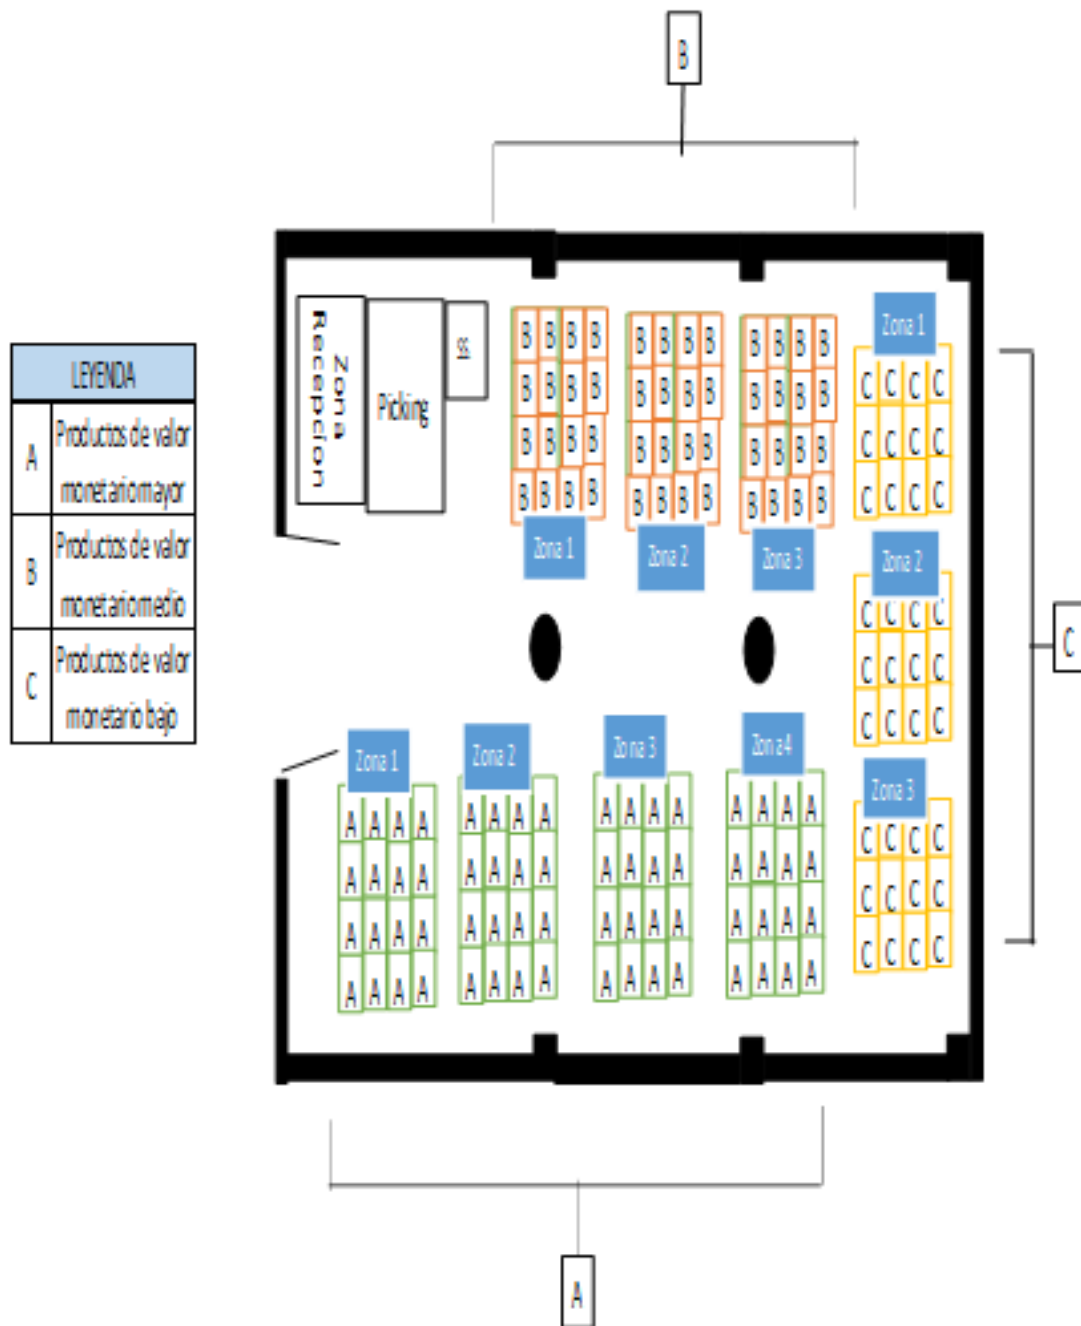 B
Zona
Recepcion
Picking
SS
B B B B
B B B B
B B B B
B B B B
Zona 1
B B B B
B B B B
B B B B
B B B B
Zona 2
B B B B
B B B B
B B B B
B B B B
Zona 3
Zona 1
C C C C
C C C C
C C C C
Zona 2
C C C C
C C C C
C C C C
Zona 3
C C C C
C C C C
C C C C
C
LEYENDA
A
Productos de valor
monetario mayor
B
Productos de valor
monetario medio
C
Productos de valor
monetario bajo
Zona 1
A A A A
A A A A
A A A A
A A A A
Zona 2
A A A A
A A A A
A A A A
A A A A
Zona 3
A A A A
A A A A
A A A A
A A A A
Zona4
A A A A
A A A A
A A A A
A A A A
A